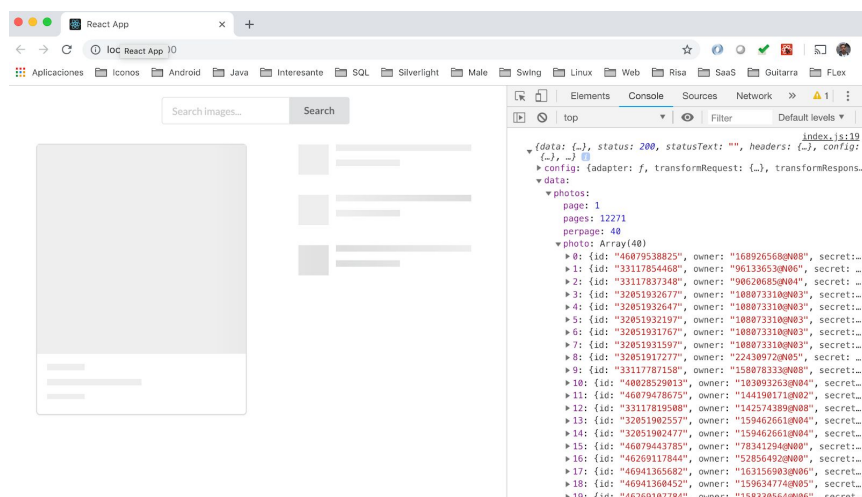 React App
loc React App 00
Aplicaciones Iconos Android Java Interesante SQL Silverlight Male SwIng Linux Web Risa SaaS Guitarra FLex
Search images...
Search
Elements Console Sources Network » 1
top Filter Default levels ▼
index.js:19
{data: {…}, status: 200, statusText: "", headers: {…}, config:
{…}, …}
config: {adapter: ƒ, transformRequest: {…}, transformRespons…
data:
photos:
page: 1
pages: 12271
perpage: 40
photo: Array(40)
0: {id: "46079538825", owner: "168926568@N08", secret:…
1: {id: "33117854468", owner: "96133653@N06", secret: …
2: {id: "33117837348", owner: "90620685@N04", secret: …
3: {id: "32051932677", owner: "108073310@N03", secret:…
4: {id: "32051932647", owner: "108073310@N03", secret:…
5: {id: "32051932197", owner: "108073310@N03", secret:…
6: {id: "32051931767", owner: "108073310@N03", secret:…
7: {id: "32051931597", owner: "108073310@N03", secret:…
8: {id: "32051917277", owner: "22430972@N05", secret: …
9: {id: "33117787158", owner: "158078333@N08", secret:…
10: {id: "40028529013", owner: "103093263@N04", secret…
11: {id: "46079478675", owner: "144190171@N02", secret…
12: {id: "33117819508", owner: "142574389@N08", secret…
13: {id: "32051902557", owner: "159462661@N04", secret…
14: {id: "32051902477", owner: "159462661@N04", secret…
15: {id: "46079443785", owner: "78341294@N00", secret:…
16: {id: "46269117844", owner: "52856492@N00", secret:…
17: {id: "46941365682", owner: "163156903@N06", secret…
18: {id: "46941360452", owner: "159634774@N05", secret…
19: {id: "46269107784", owner: "158330564@N06", secret…